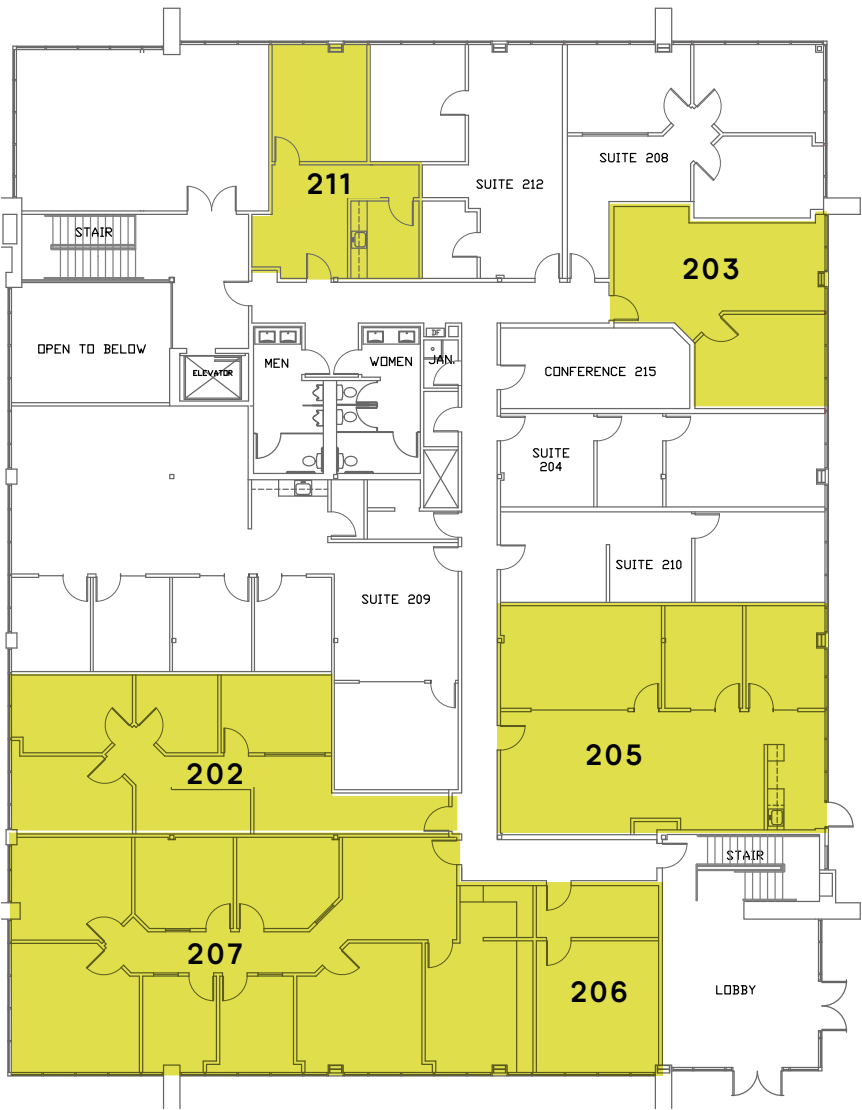 SUITE 208
211
SUITE 212
STAIR
203
OPEN TO BELOW
MEN
WOMEN
JAN.
DF
ELEVATOR
CONFERENCE 215
SUITE
204
SUITE 210
SUITE 209
205
202
STAIR
207
206
LOBBY